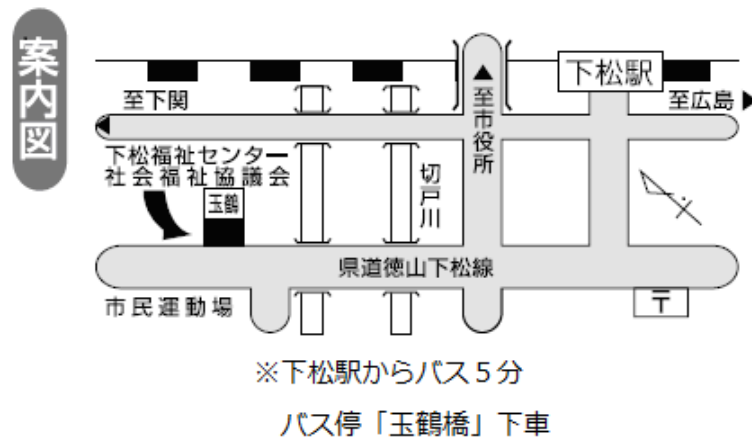 案内図
下松駅
至下関
至広島▶
▲至市役所
下松福祉センター
社会福祉協議会
玉鶴
切戸川
県道徳山下松線
市民運動場
〒
※下松駅からバス5分
バス停「玉鶴橋」下車